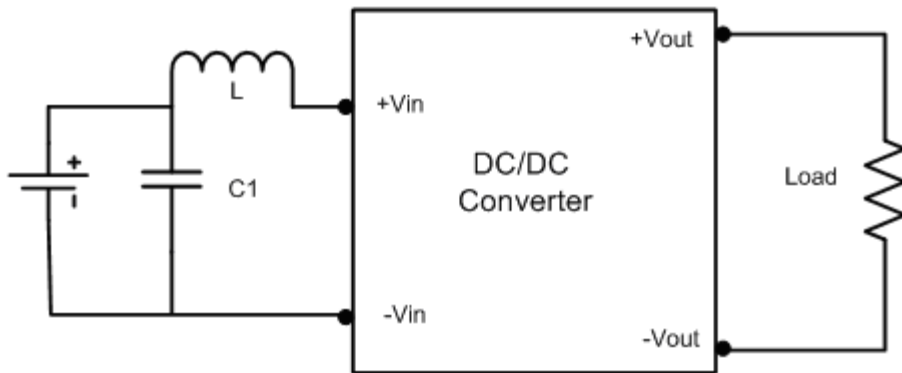 +Vout
L
+Vin
DC/DC
Converter
C1
Load
-Vin
-Vout
+
-